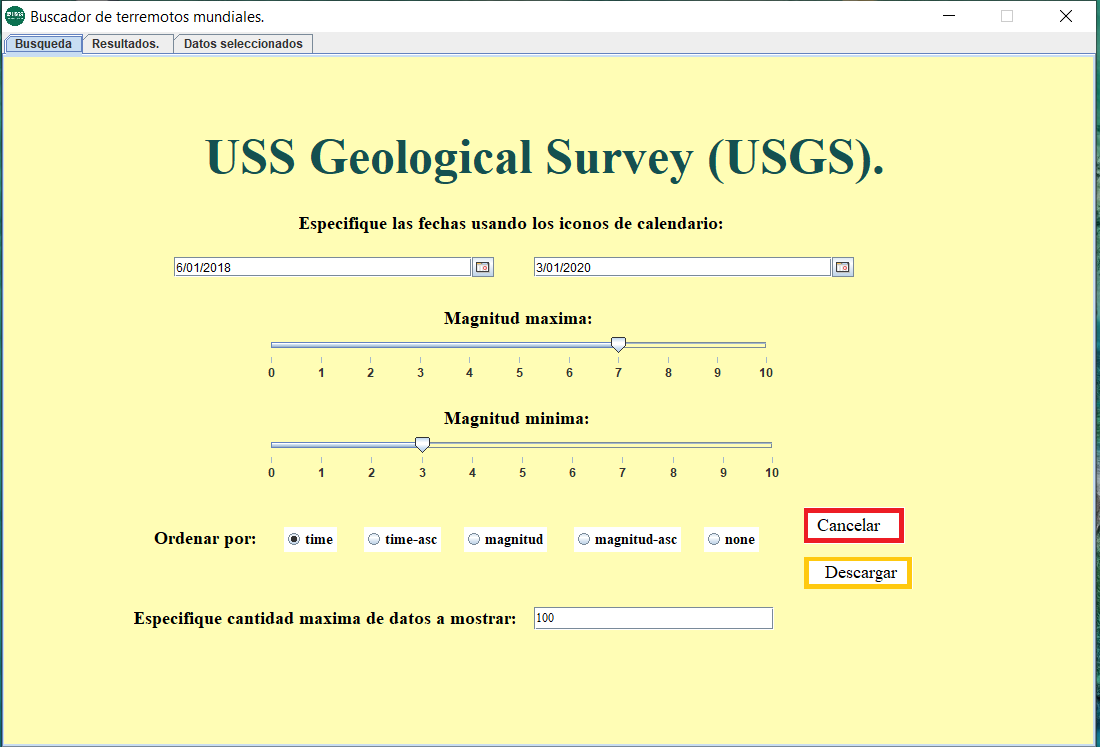 Buscador de terremotos mundiales.
Busqueda Resultados. Datos seleccionados
USS Geological Survey (USGS).
Especifique las fechas usando los iconos de calendario:
6/01/2018 3/01/2020
Magnitud maxima:
0 1 2 3 4 5 6 7 8 9 10
Magnitud minima:
0 1 2 3 4 5 6 7 8 9 10
Cancelar
Ordenar por: time time-asc magnitud magnitud-asc none
Descargar
Especifique cantidad maxima de datos a mostrar: 100